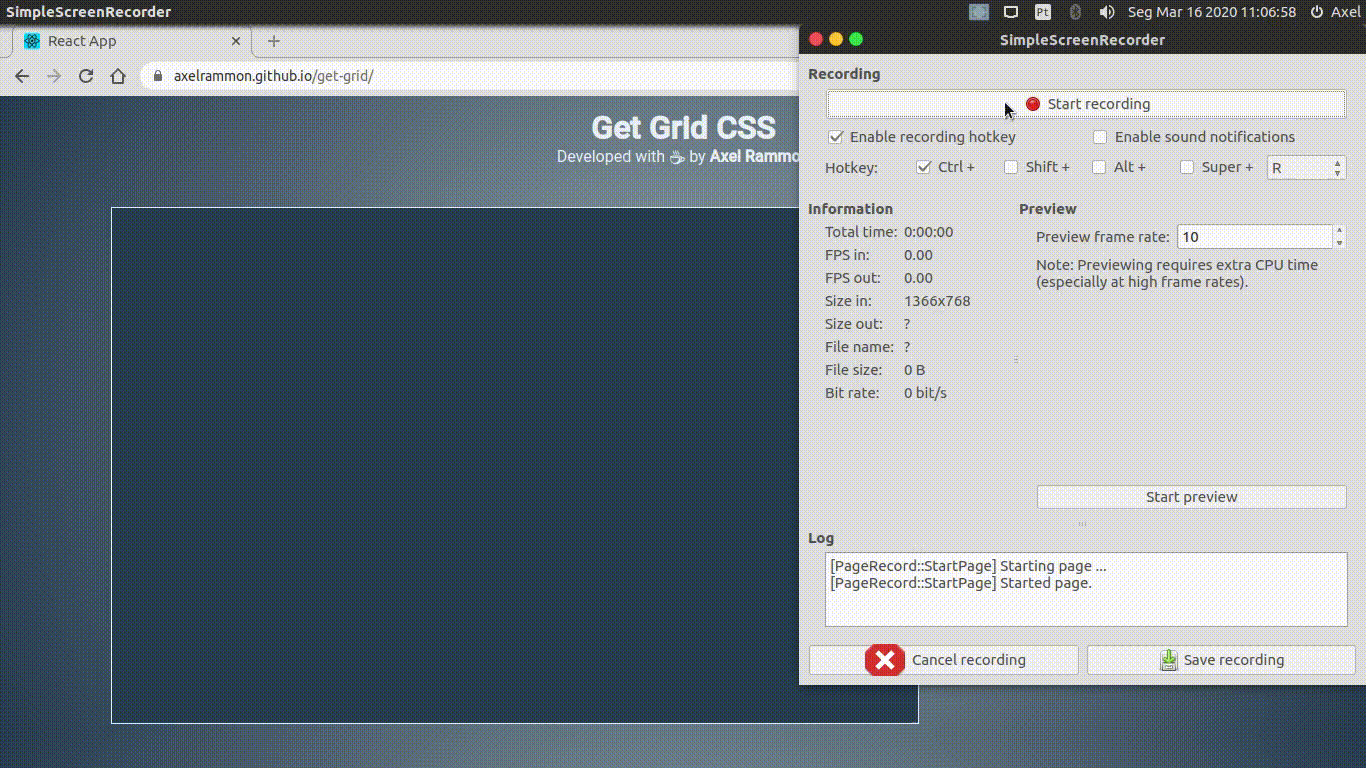 SimpleScreenRecorder
Pt
Seg Mar 16 2020 11:06:58
Axel
React App
axelrammon.github.io/get-grid/
Get Grid CSS
Developed with ☕ by Axel Rammo
SimpleScreenRecorder
Recording
Start recording
Enable recording hotkey
Enable sound notifications
Hotkey: Ctrl + Shift + Alt + Super + R
Information
Total time: 0:00:00
FPS in: 0.00
FPS out: 0.00
Size in: 1366x768
Size out: ?
File name: ?
File size: 0 B
Bit rate: 0 bit/s
Preview
Preview frame rate: 10
Note: Previewing requires extra CPU time
(especially at high frame rates).
Start preview
Log
[PageRecord::StartPage] Starting page ...
[PageRecord::StartPage] Started page.
Cancel recording
Save recording